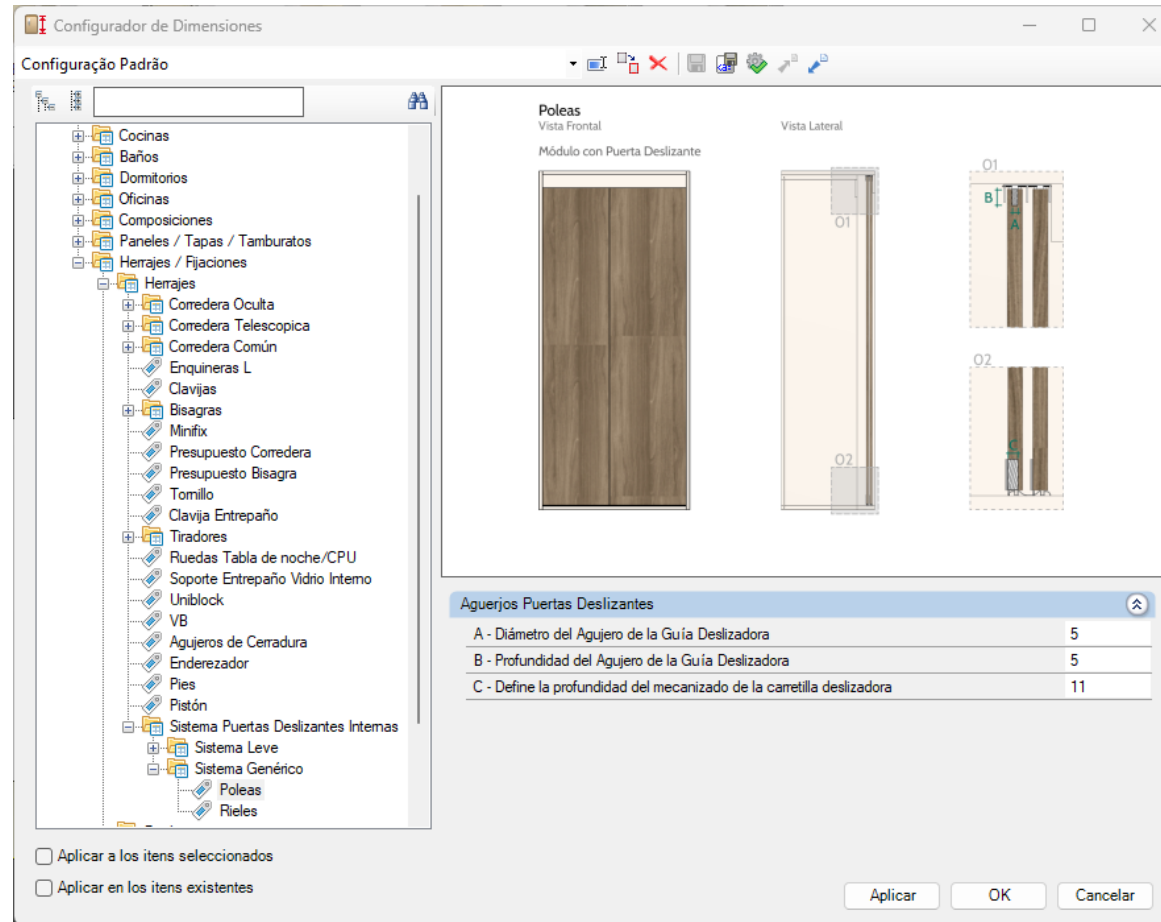 Configurador de Dimensiones
Configuração Padrão
Cocinas
Baños
Dormitorios
Oficinas
Composiciones
Paneles / Tapas / Tamburatos
Herrajes / Fijaciones
Herrajes
Corredera Oculta
Corredera Telescopica
Corredera Común
Enquineras L
Clavijas
Bisagras
Minifix
Presupuesto Corredera
Presupuesto Bisagra
Tornillo
Clavija Entrepaño
Tiradores
Ruedas Tabla de noche/CPU
Soporte Entrepaño Vidrio Interno
Uniblock
VB
Agujeros de Cerradura
Enderezador
Pies
Pistón
Sistema Puertas Deslizantes Internas
Sistema Leve
Sistema Genérico
Poleas
Rieles
Aplicar a los itens seleccionados
Aplicar en los itens existentes
Poleas
Vista Frontal
Vista Lateral
Módulo con Puerta Deslizante
01
02
01
B
A
02
C
Aguerjos Puertas Deslizantes
A - Diámetro del Agujero de la Guía Deslizadora 5
B - Profundidad del Agujero de la Guía Deslizadora 5
C - Define la profundidad del mecanizado de la carretilla deslizadora 11
Aplicar OK Cancelar